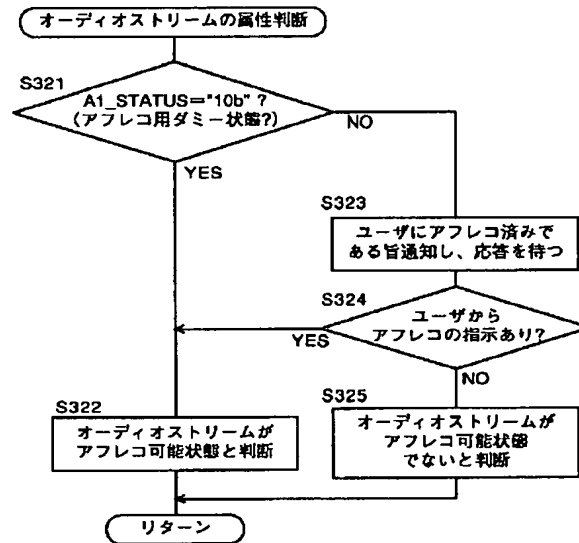 オーディオストリームの属性判断
S321
A1_STATUS="10b" ?
(アフレコ用ダミー状態?)
NO
YES
S323
ユーザにアフレコ済みで
ある旨通知し、応答を待つ
S324
ユーザから
アフレコの指示あり?
YES
NO
S322
オーディオストリームが
アフレコ可能状態と判断
S325
オーディオストリームが
アフレコ可能状態
でないと判断
リターン